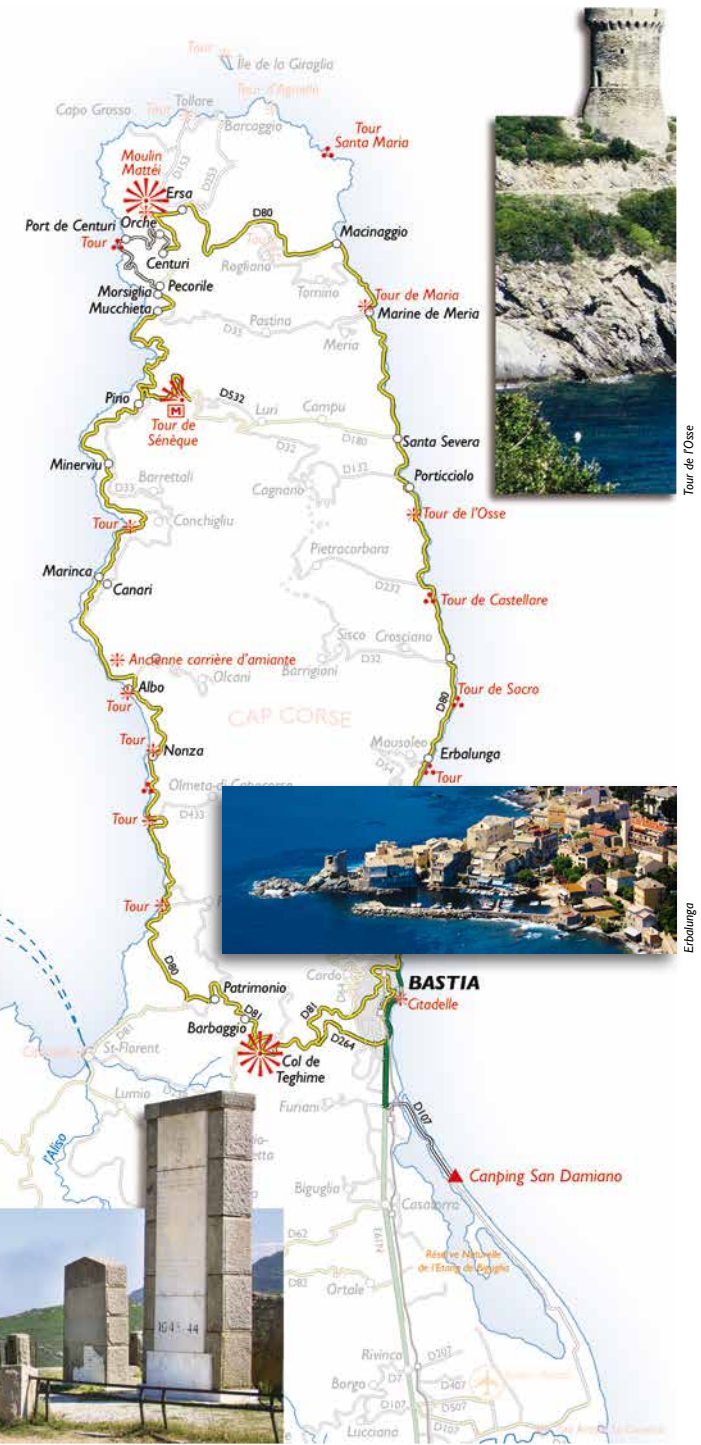 Tour
Île de la Giraglia
Tour d'Agnello
Capo Grosso
Tour
Tollare
Barcaggio
Tour
Santa Maria
Moulin
Mattéi
D153
D353
Ersa
Port de Centuri
Orche
D80
Macinaggio
Tour
Centuri
Tour
Rogliano
Pecorile
Tomino
Morsiglia
Tour de Maria
Mucchieta
Marine de Meria
Pastina
D35
Meria
Pino
D532
M
Tour de
Sénèque
Luri
Campu
D180
Santa Severa
D32
Minerviu
D33
Barrettali
Cagnano
D132
Porticciolo
Tour
Conchigliu
Tour de l'Osse
Pietracorbara
Marinca
Canari
D232
Tour de Castellare
Sisco
Crosciano
D32
Ancienne carrière d'amiante
Barrigioni
Olcani
Albo
Tour
Tour de Sacro
CAP CORSE
D80
Tour
Nonza
Mausoleo
Erbalunga
D54
Tour
Olmeta-di-Capocorso
D433
Tour
Tour
D80
Cardo
BASTIA
Patrimonio
D64
Citadelle
D81
D81
Barbaggio
D264
D81
St-Florent
Col de
Teghime
Lumio
Furiani
D107
l'Aliso
Canping San Damiano
Biguglia
Casatorra
D62
Réserve Naturelle
de l'Etang de Biguglia
N193
D82
Ortale
1943.44
Rivinco
D207
D7
Borgo
D407
D107
D507
Lucciana
D107
Tour de l'Osse
Erbalunga